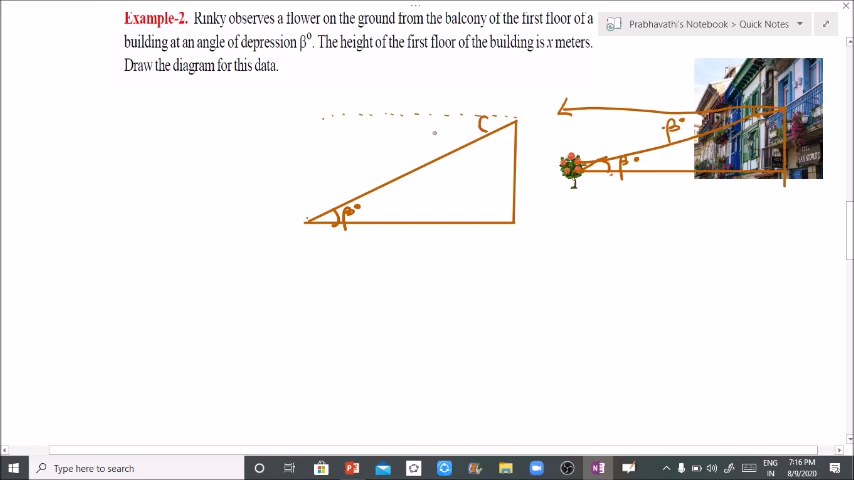 Example-2. Rinky observes a flower on the ground from the balcony of the first floor of a
building at an angle of depression β°. The height of the first floor of the building is x meters.
Draw the diagram for this data.
Prabhavathi's Notebook > Quick Notes
β°
β°
β°
Type here to search
ENG
IN
7:16 PM
8/9/2020